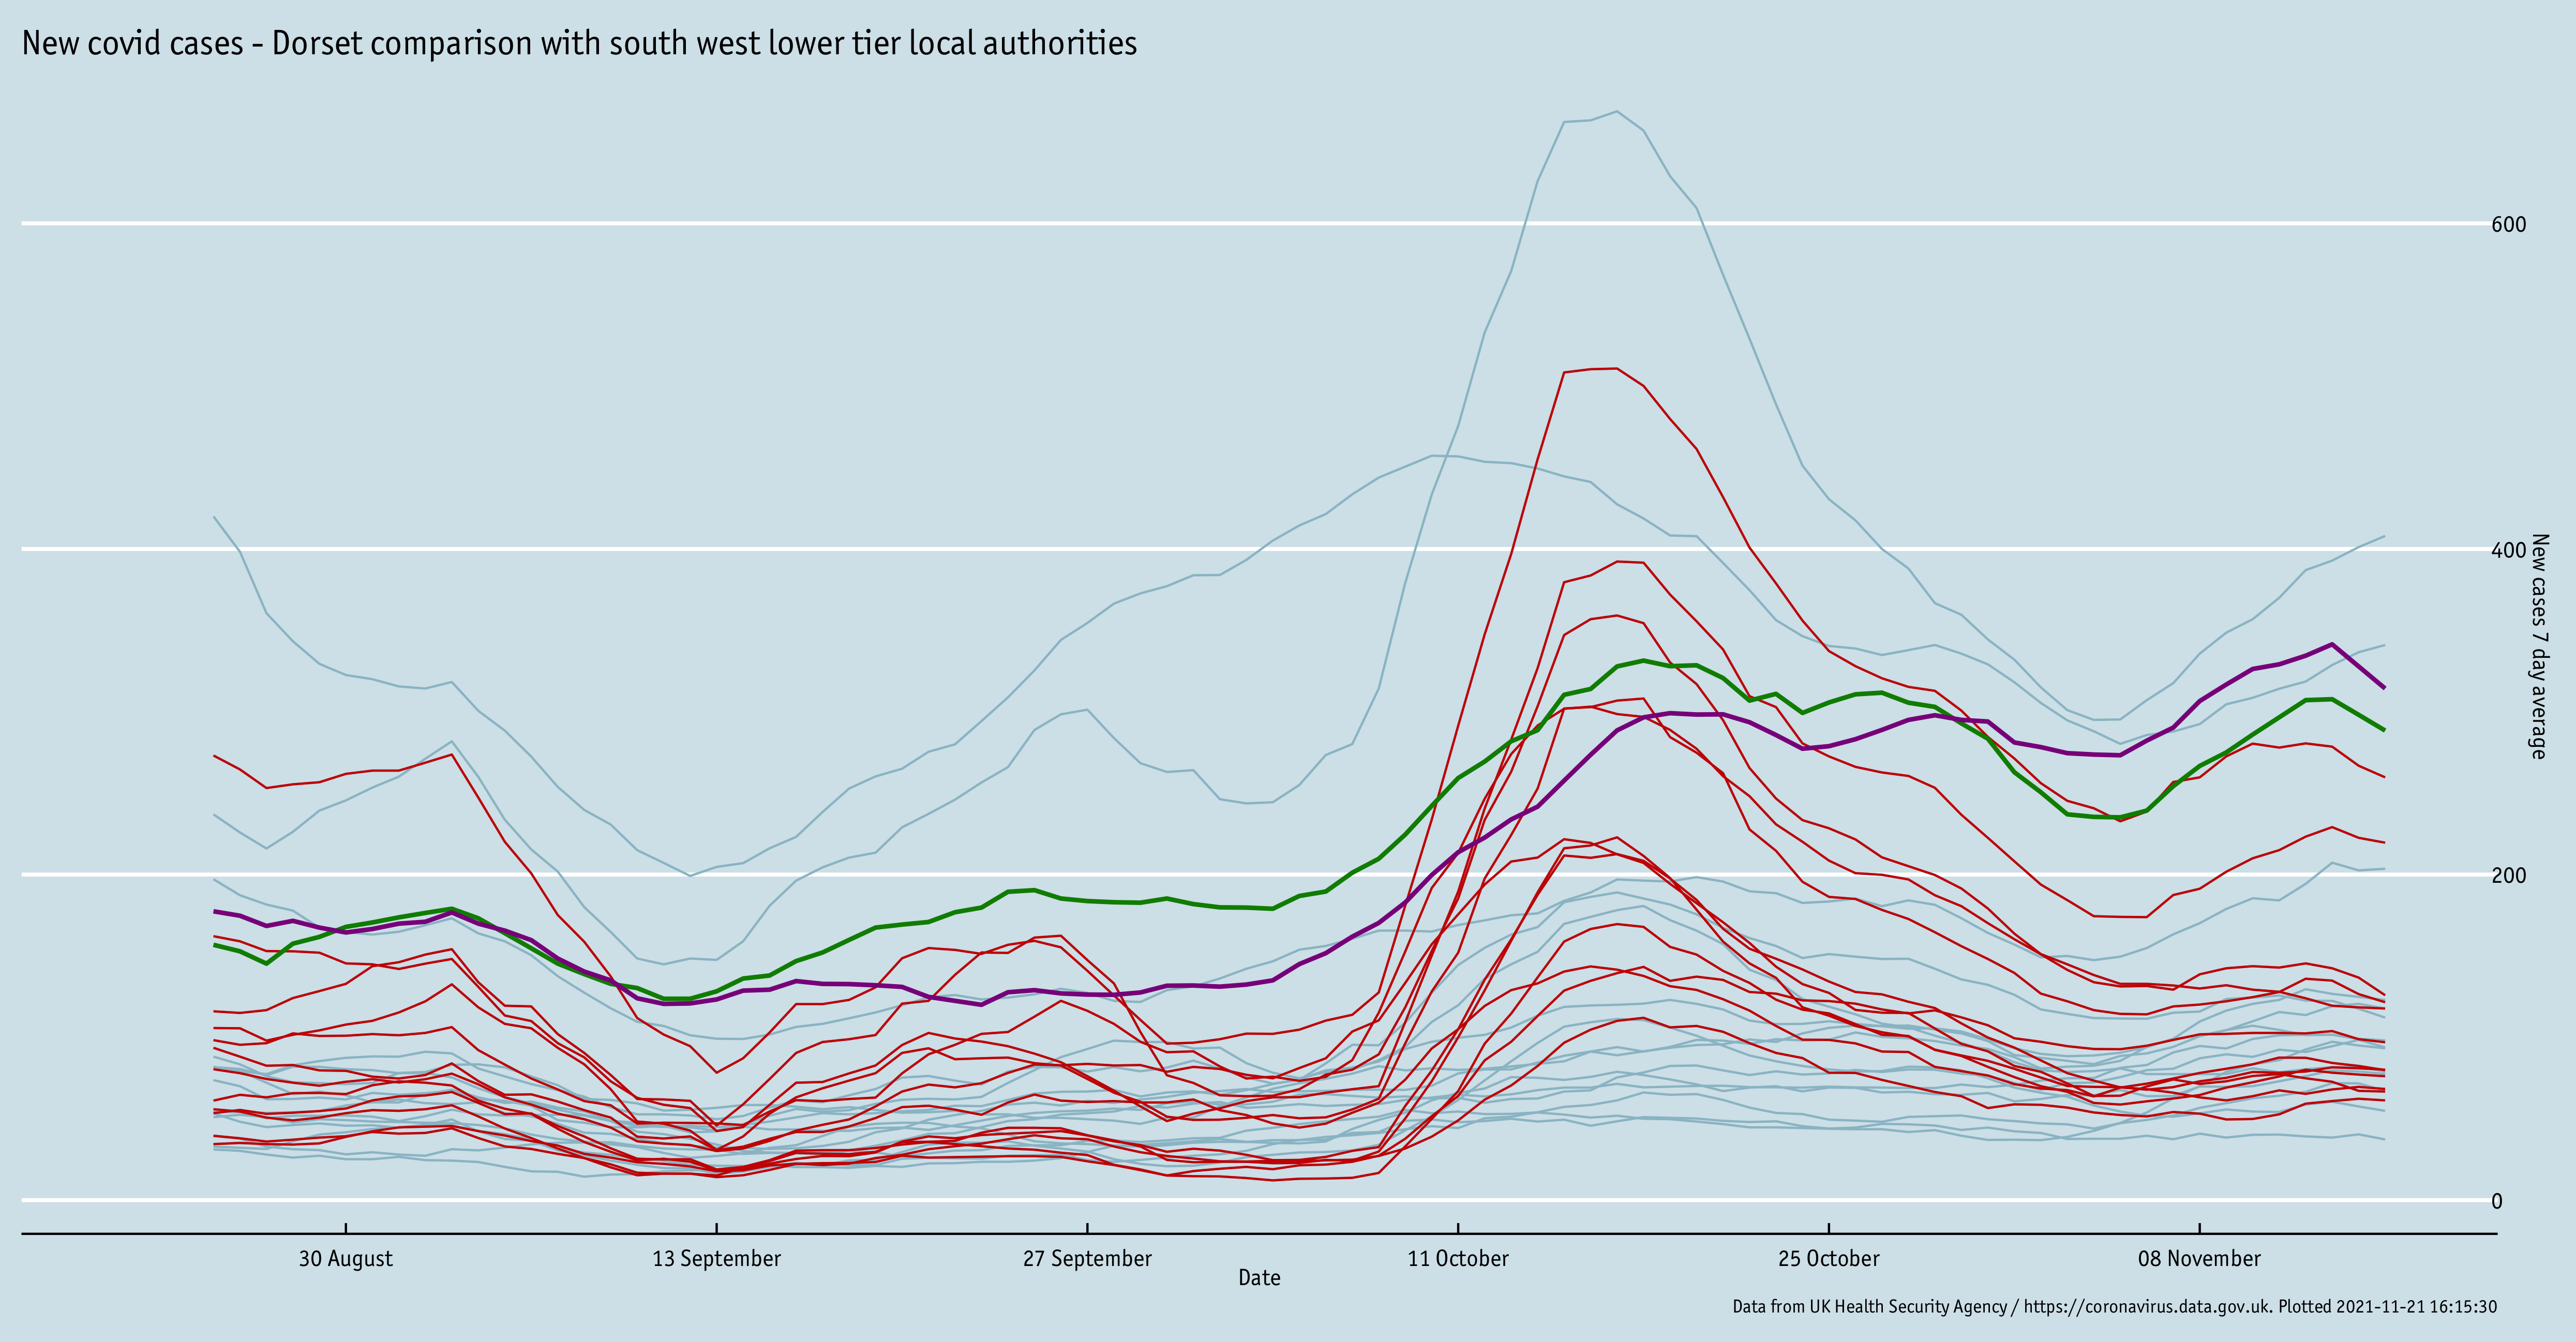 New covid cases - Dorset comparison with south west lower tier local authorities
600
400
New cases 7 day average
200
0
30 August
13 September
27 September
11 October
25 October
08 November
Date
Data from UK Health Security Agency / https://coronavirus.data.gov.uk. Plotted 2021-11-21 16:15:30